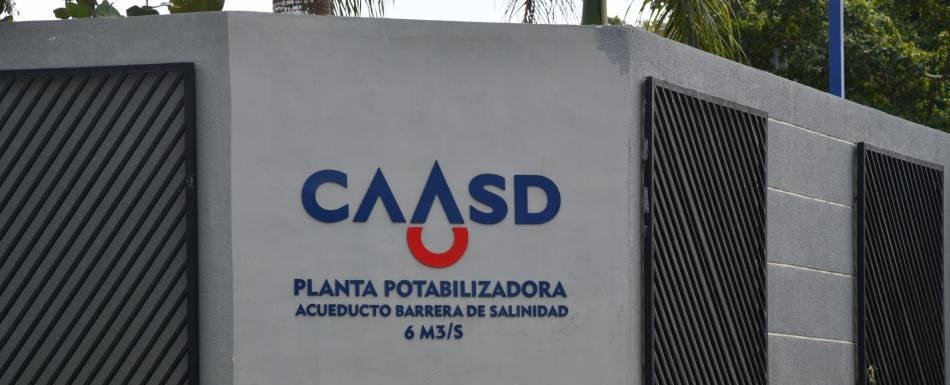 CAASD
PLANTA POTABILIZADORA
ACUEDUCTO BARRERA DE SALINIDAD
6 M3/S